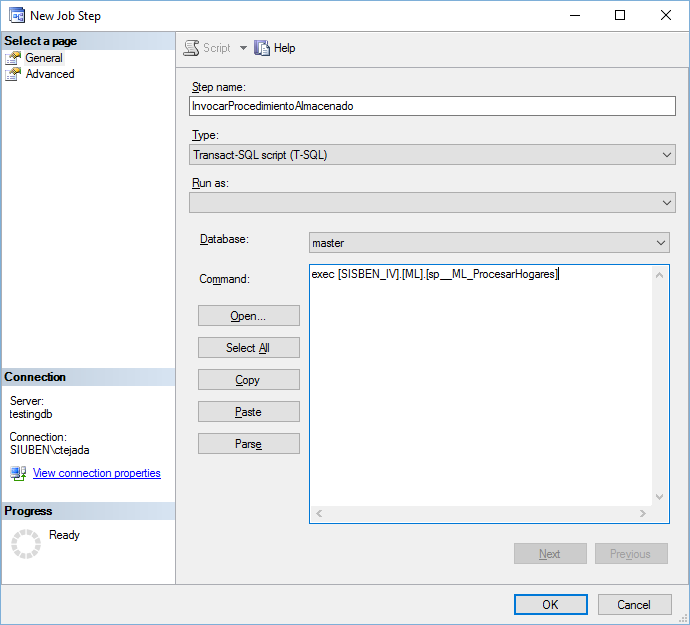 New Job Step
Select a page
General
Advanced
Script
Help
Step name:
InvocarProcedimientoAlmacenado
Type:
Transact-SQL script (T-SQL)
Run as:
Database:
master
Command:
exec [SISBEN_IV].[ML].[sp__ML_ProcesarHogares]
Open...
Select All
Copy
Paste
Parse
Connection
Server:
testingdb
Connection:
SIUBEN\ctejada
View connection properties
Progress
Ready
Next
Previous
OK
Cancel